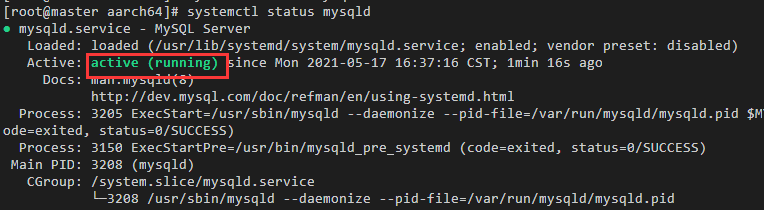 [root@master aarch64]# systemctl status mysqld
● mysqld.service - MySQL Server
Loaded: loaded (/usr/lib/systemd/system/mysqld.service; enabled; vendor preset: disabled)
Active: active (running) since Mon 2021-05-17 16:37:16 CST; 1min 16s ago
Docs: man:mysqld(8)
http://dev.mysql.com/doc/refman/en/using-systemd.html
Process: 3205 ExecStart=/usr/sbin/mysqld --daemonize --pid-file=/var/run/mysqld/mysqld.pid $MY
ode=exited, status=0/SUCCESS)
Process: 3150 ExecStartPre=/usr/bin/mysqld_pre_systemd (code=exited, status=0/SUCCESS)
Main PID: 3208 (mysqld)
CGroup: /system.slice/mysqld.service
└─3208 /usr/sbin/mysqld --daemonize --pid-file=/var/run/mysqld/mysqld.pid